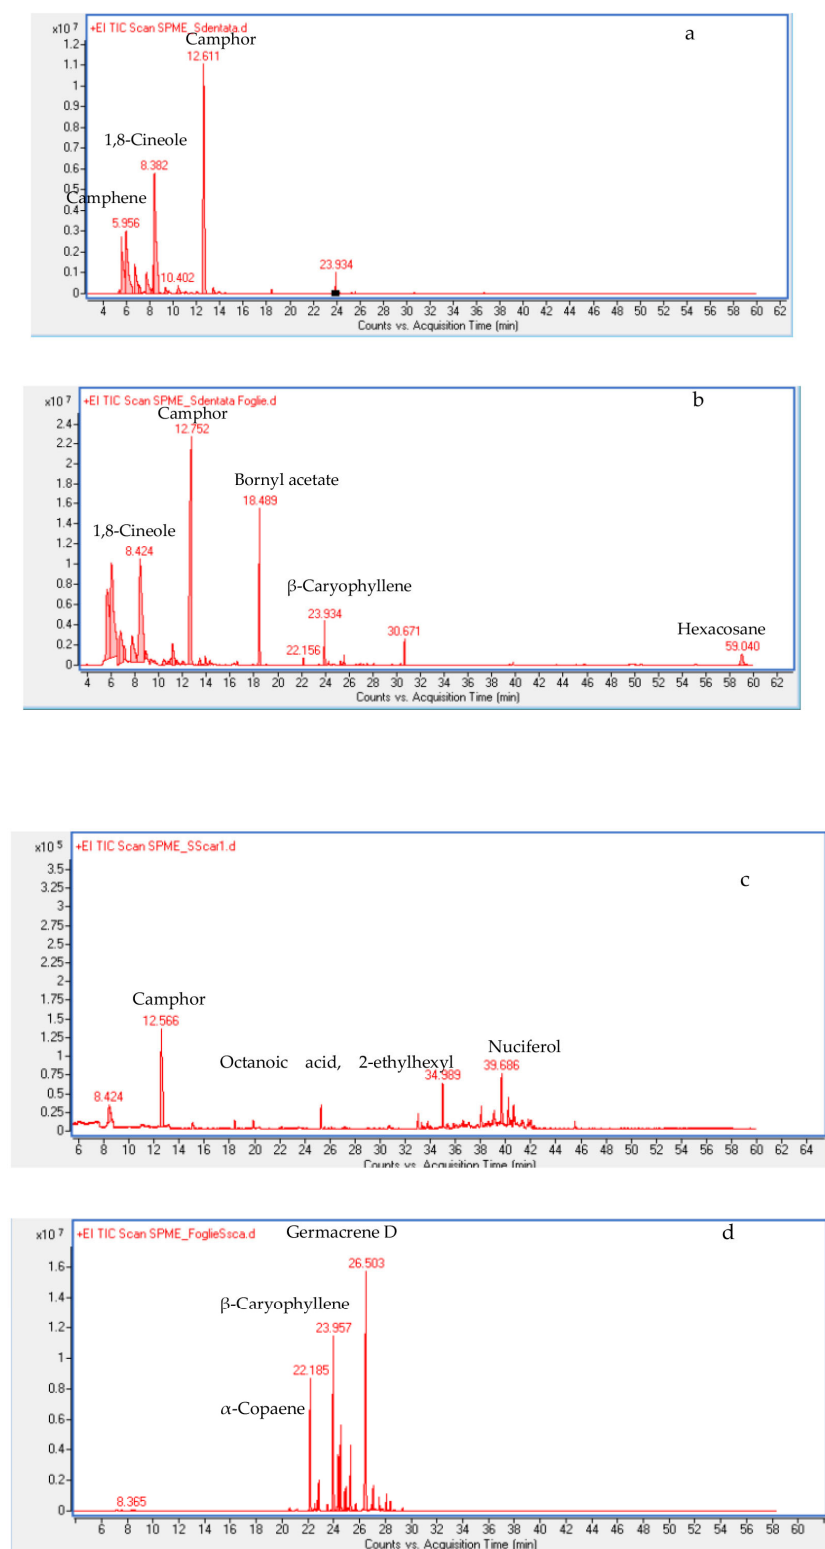 +EI TIC Scan SPME_Sdentata.d
a
x10 7
Camphor
12.611
1.2
1.1
1
0.9
0.8
0.7
0.6
0.5
0.4
0.3
0.2
0.1
0
1,8-Cineole
8.382
Camphene
5.956
10.402
23.934
4 6 8 10 12 14 16 18 20 22 24 26 28 30 32 34 36 38 40 42 44 46 48 50 52 54 56 58 60 62
Counts vs. Acquisition Time (min)
x10 7
+EI TIC Scan SPME_Sdentata Foglie.d
b
Camphor
12.752
2.4
2.2
2
1.8
1.6
1.4
1.2
1
0.8
0.6
0.4
0.2
0
Bornyl acetate
18.489
1,8-Cineole
8.424
β-Caryophyllene
23.934
22.156
30.671
Hexacosane
59.040
4 6 8 10 12 14 16 18 20 22 24 26 28 30 32 34 36 38 40 42 44 46 48 50 52 54 56 58 60 62
Counts vs. Acquisition Time (min)
x10 5
+EI TIC Scan SPME_SScar1.d
c
3.5
3.25
3
2.75
2.5
2.25
2
1.75
1.5
1.25
1
0.75
0.5
0.25
0
Camphor
12.566
8.424
Octanoic acid, 2-ethylhexyl
34.989
Nuciferol
39.686
6 8 10 12 14 16 18 20 22 24 26 28 30 32 34 36 38 40 42 44 46 48 50 52 54 56 58 60 62 64
Counts vs. Acquisition Time (min)
x10 7
+EI TIC Scan SPME_FoglieSsca.d
Germacrene D
d
26.503
1.6
1.4
1.2
1
0.8
0.6
0.4
0.2
0
β-Caryophyllene
23.957
22.185
α-Copaene
8.365
6 8 10 12 14 16 18 20 22 24 26 28 30 32 34 36 38 40 42 44 46 48 50 52 54 56 58 60
Counts vs. Acquisition Time (min)